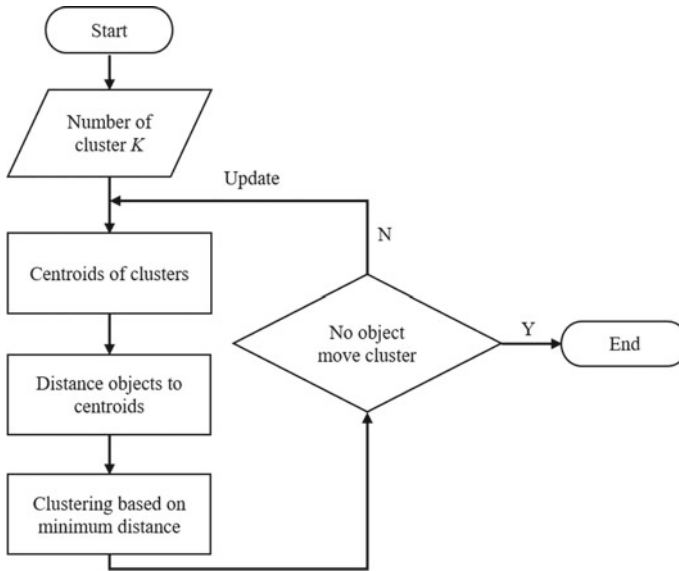 Start
Number of
cluster K
Update
N
Centroids of clusters
No object
move cluster
Y
End
Distance objects to
centroids
Clustering based on
minimum distance